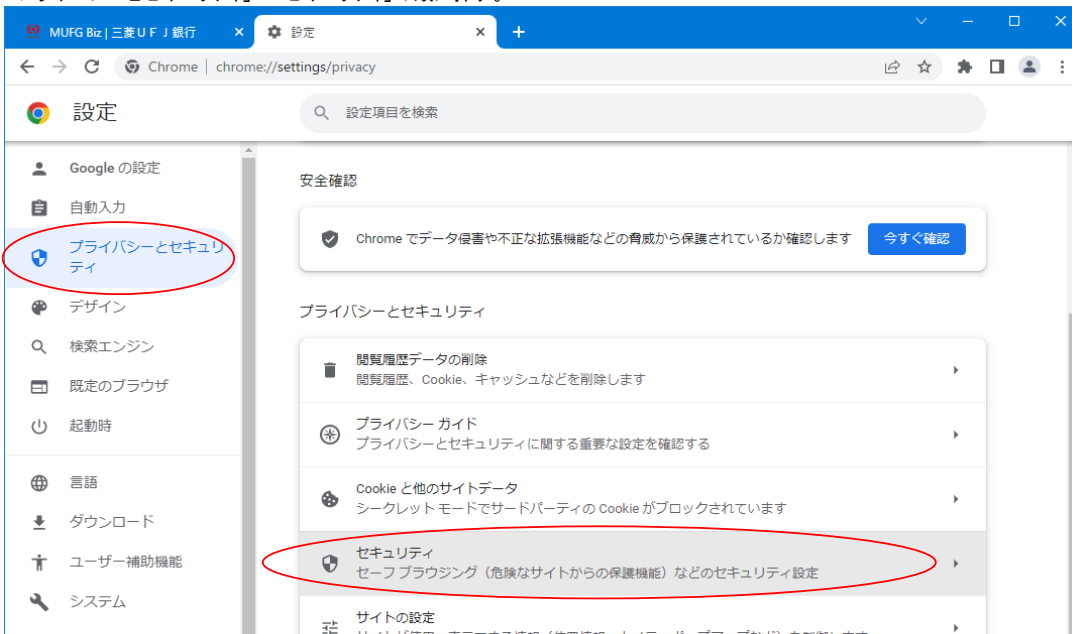 MUFG Biz | 三菱UFJ銀行
設定
Chrome | chrome://settings/privacy
設定
設定項目を検索
Google の設定
自動入力
プライバシーとセキュリ
ティ
デザイン
検索エンジン
既定のブラウザ
起動時
言語
ダウンロード
ユーザー補助機能
システム
安全確認
Chrome でデータ侵害や不正な拡張機能などの脅威から保護されているか確認します
今すぐ確認
プライバシーとセキュリティ
閲覧履歴データの削除
閲覧履歴、Cookie、キャッシュなどを削除します
プライバシー ガイド
プライバシーとセキュリティに関する重要な設定を確認する
Cookie と他のサイトデータ
シークレット モードでサードパーティの Cookie がブロックされています
セキュリティ
セーフ ブラウジング（危険なサイトからの保護機能）などのセキュリティ設定
サイトの設定